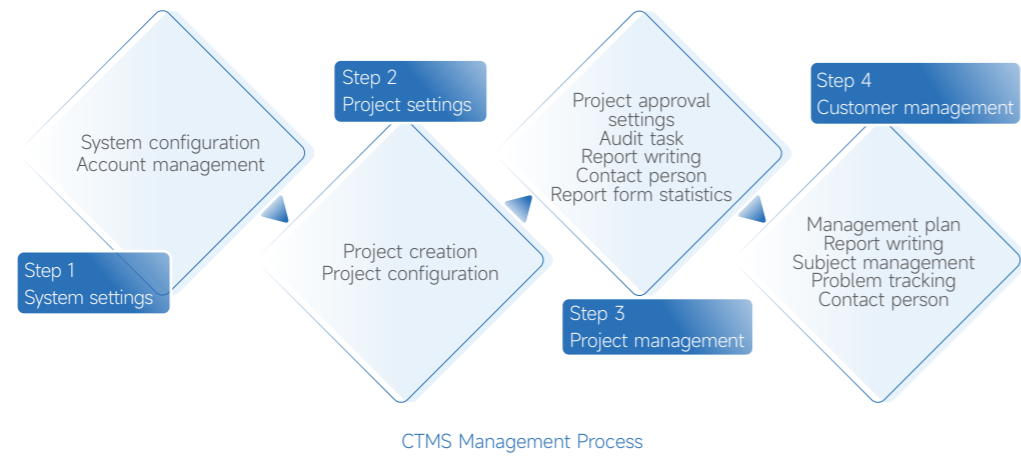 Step 1
System settings
System configuration
Account management
Step 2
Project settings
Project creation
Project configuration
Project approval
settings
Audit task
Report writing
Contact person
Report form statistics
Step 3
Project management
Step 4
Customer management
Management plan
Report writing
Subject management
Problem tracking
Contact person
CTMS Management Process